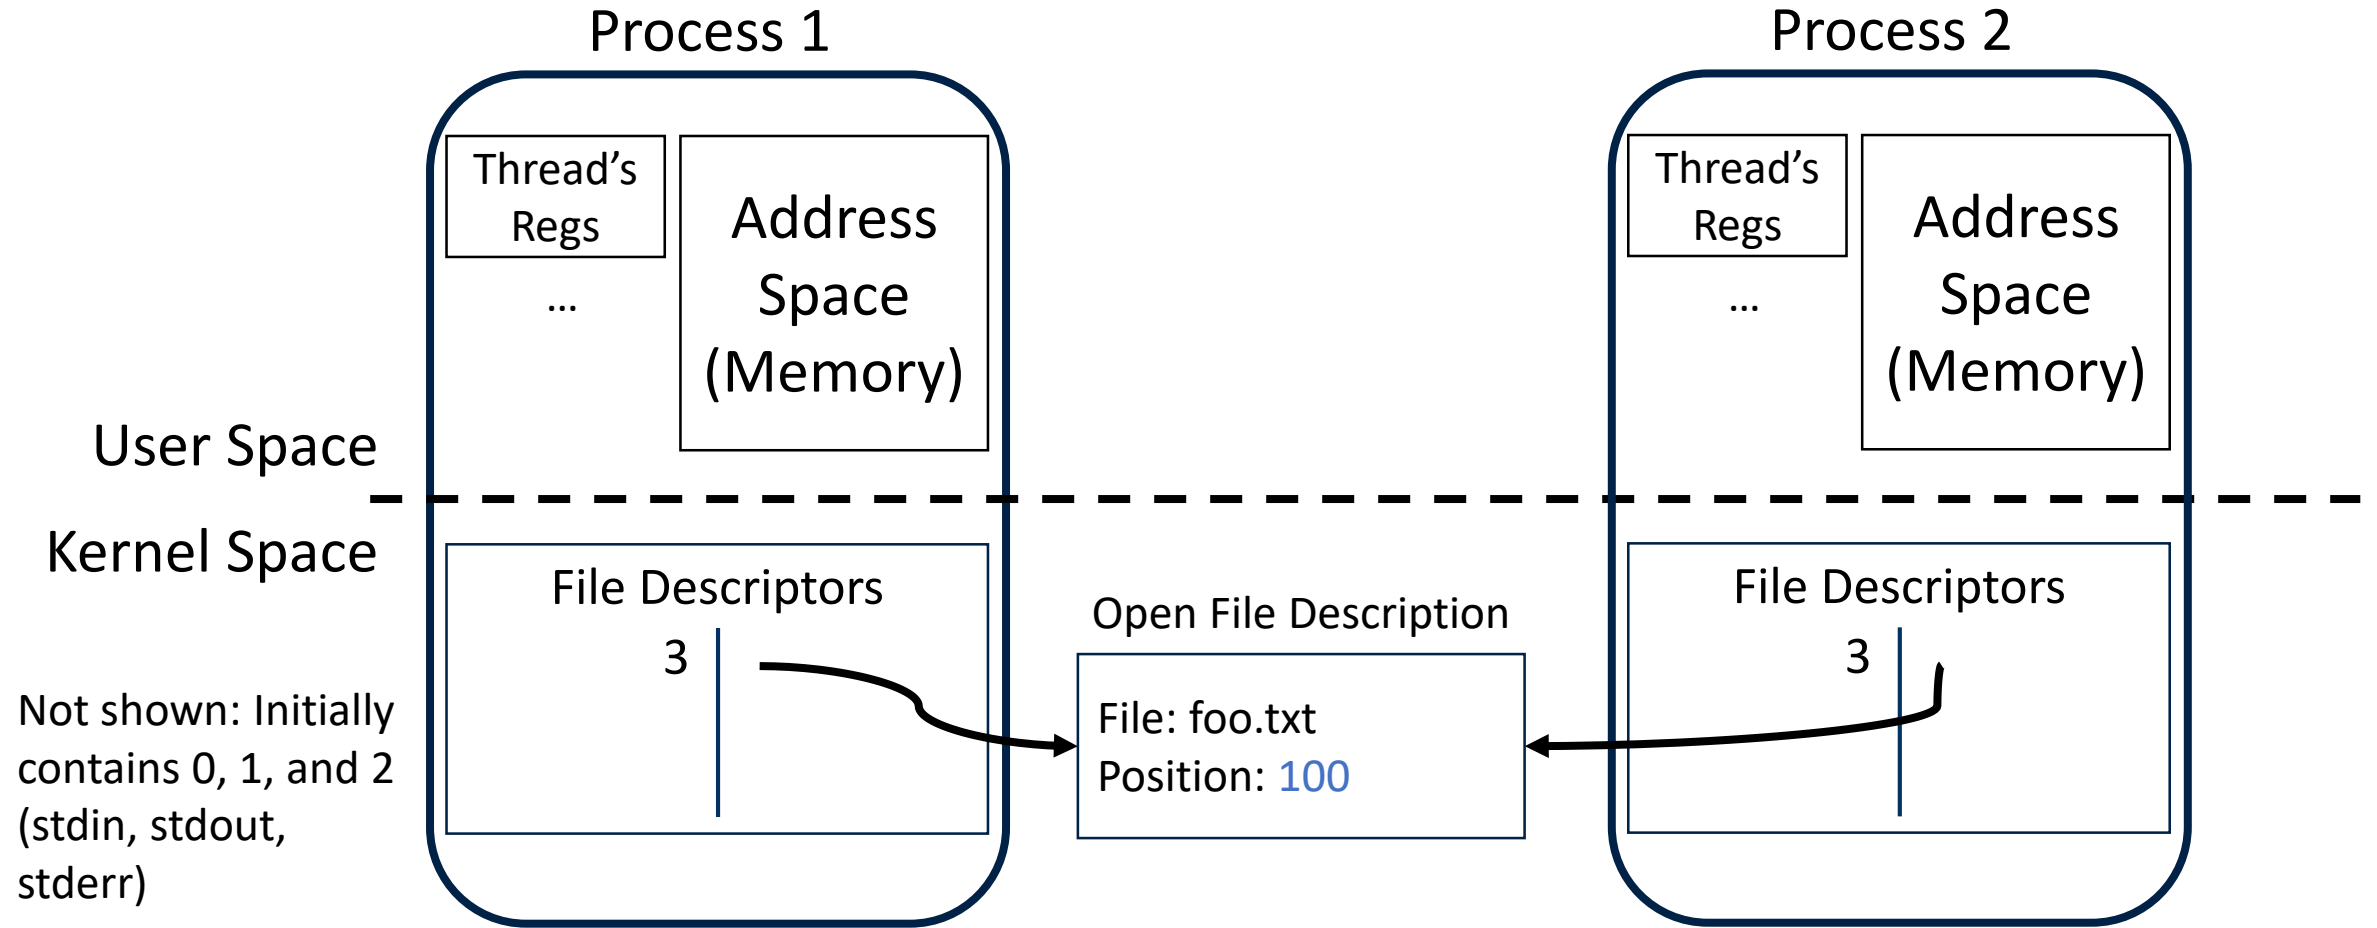 Process 1
Thread’s
Regs
...
Address
Space
(Memory)
Process 2
Thread’s
Regs
...
Address
Space
(Memory)
User Space
Kernel Space
File Descriptors
3
Open File Description
File: foo.txt
Position: 100
File Descriptors
3
Not shown: Initially
contains 0, 1, and 2
(stdin, stdout,
stderr)